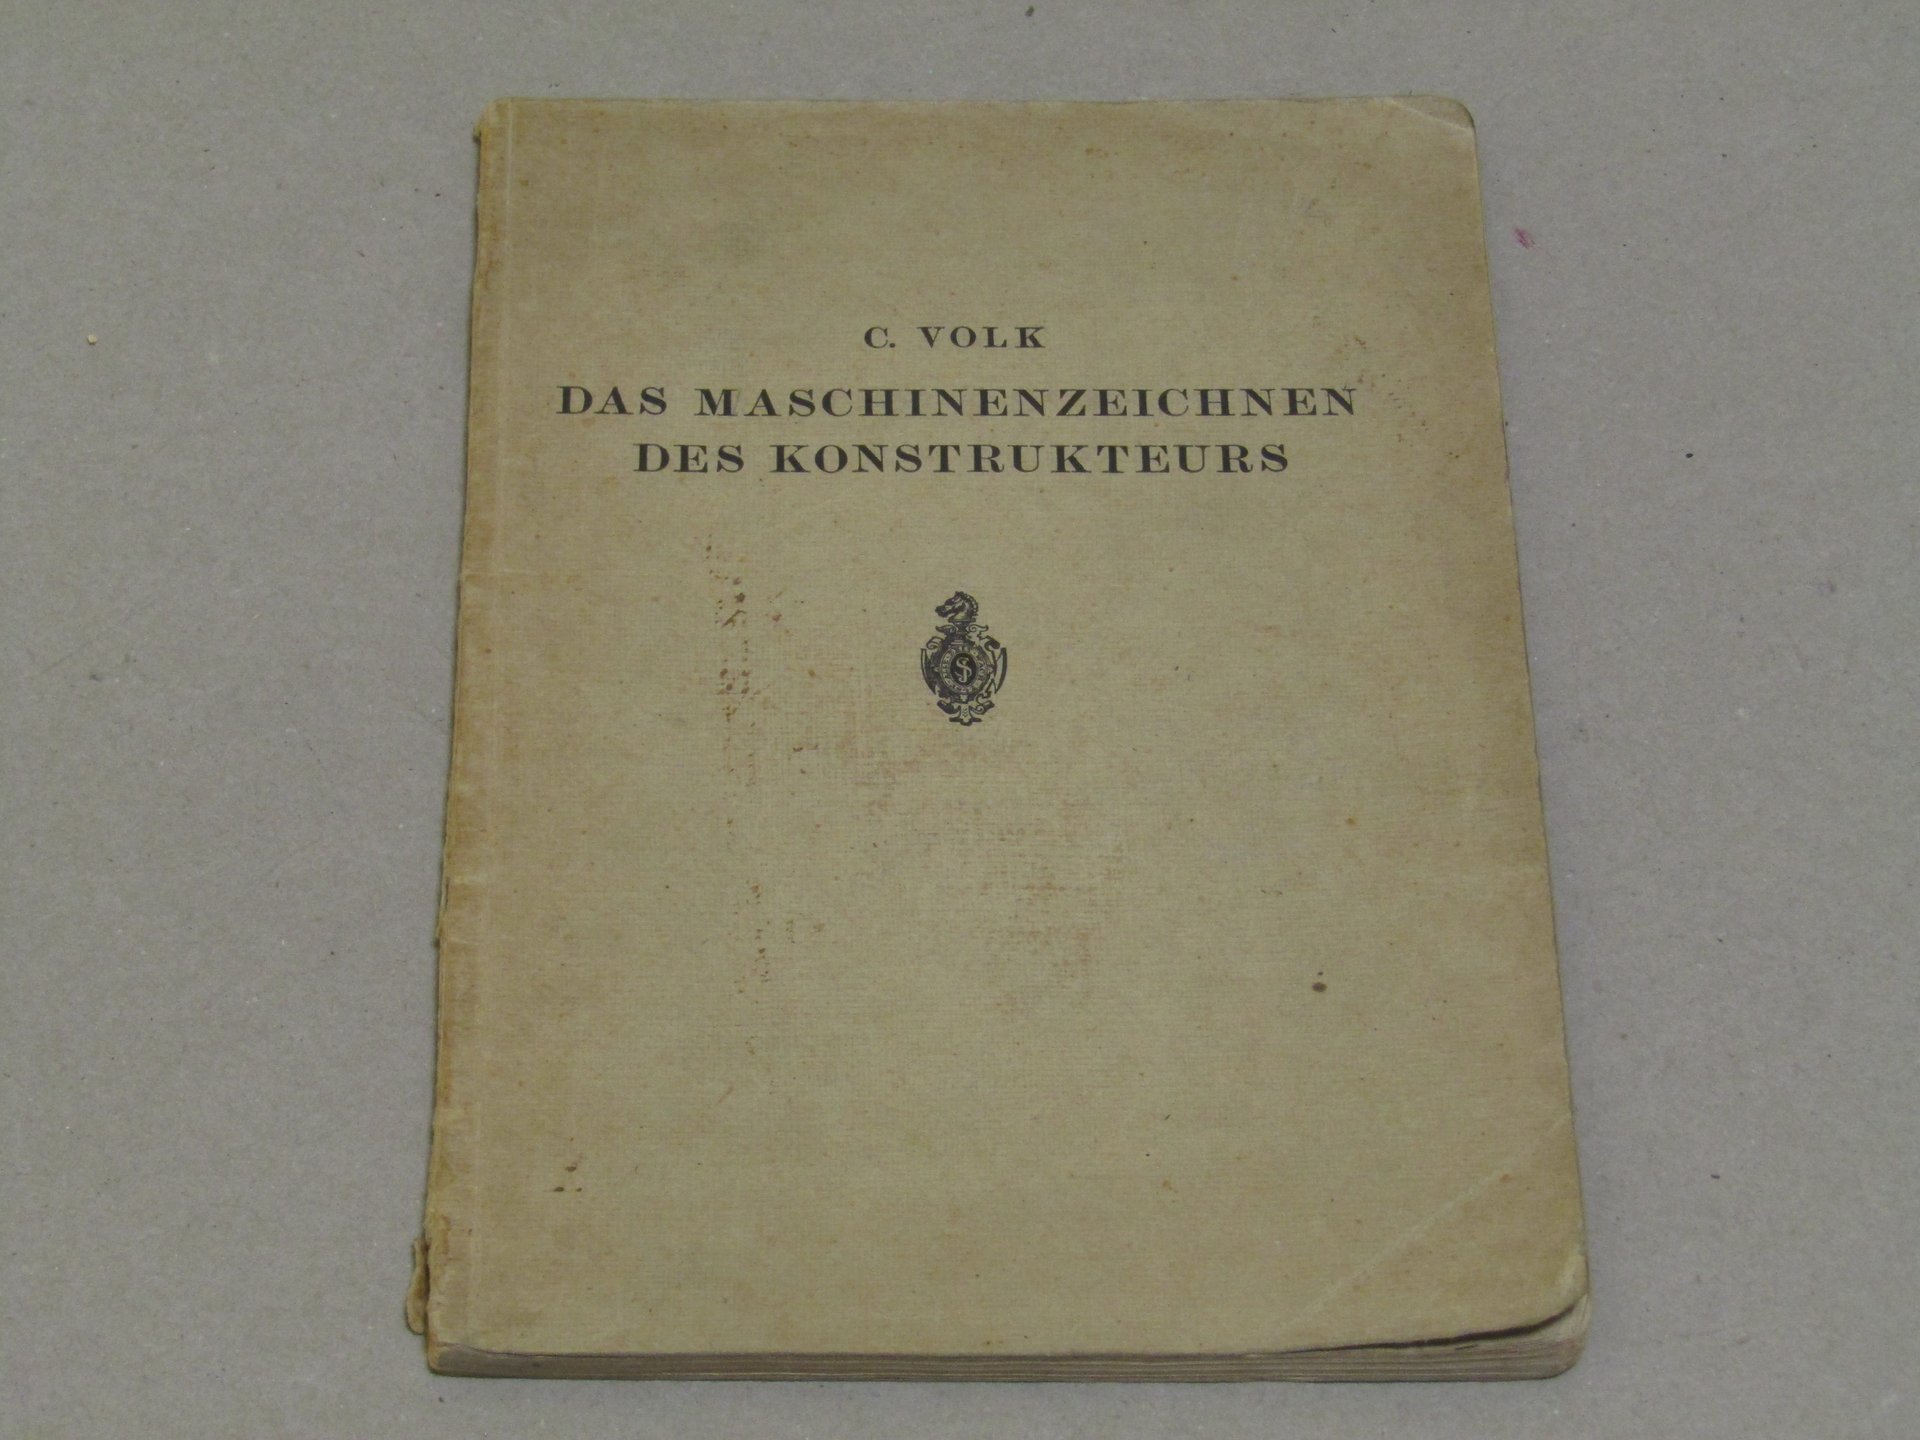 C. VOLK
DAS MASCHINENZEICHNEN
DES KONSTRUKTEURS